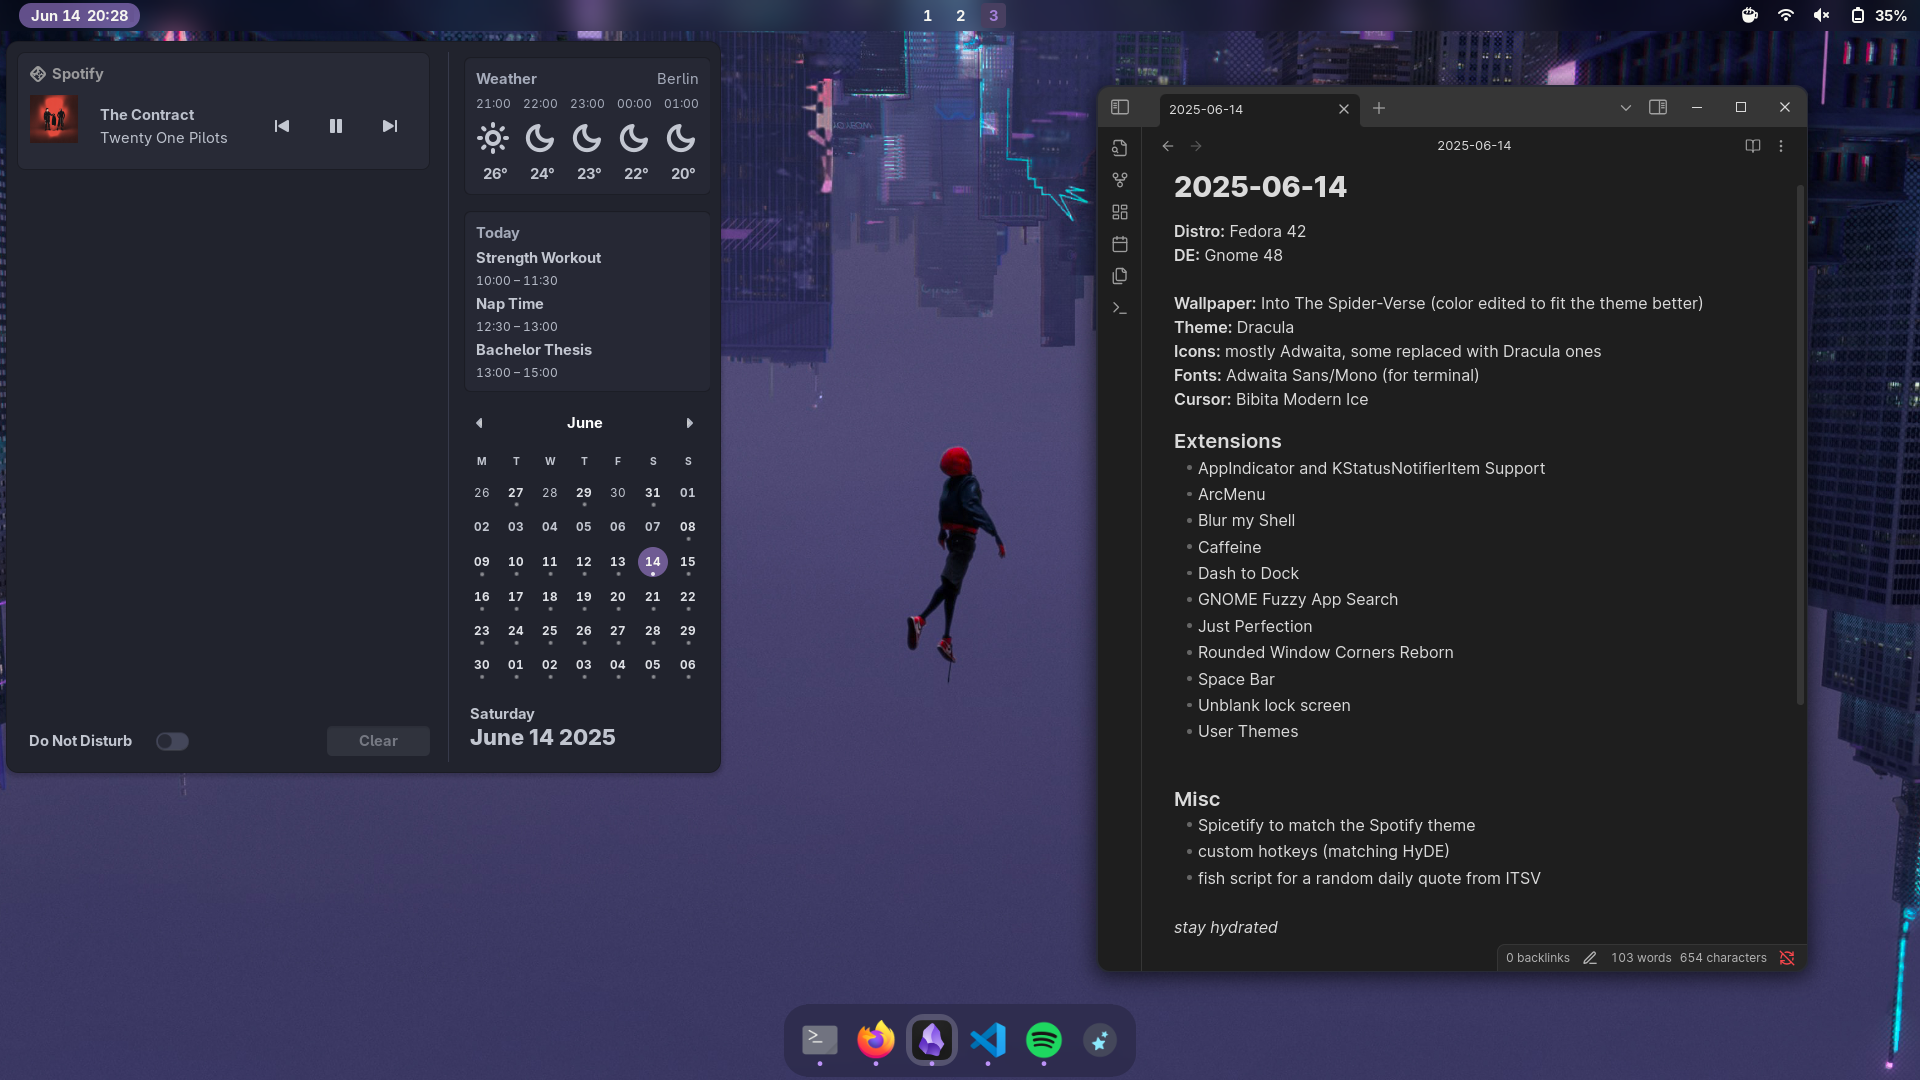 Jun 14 20:28
1 2 3
35%
Spotify
The Contract
Twenty One Pilots
Do Not Disturb
Clear
Weather Berlin
21:00 22:00 23:00 00:00 01:00
26° 24° 23° 22° 20°
Today
Strength Workout
10:00 – 11:30
Nap Time
12:30 – 13:00
Bachelor Thesis
13:00 – 15:00
June
M T W T F S S
26 27 28 29 30 31 01
02 03 04 05 06 07 08
09 10 11 12 13 14 15
16 17 18 19 20 21 22
23 24 25 26 27 28 29
30 01 02 03 04 05 06
Saturday
June 14 2025
2025-06-14
2025-06-14
2025-06-14
Distro: Fedora 42
DE: Gnome 48
Wallpaper: Into The Spider-Verse (color edited to fit the theme better)
Theme: Dracula
Icons: mostly Adwaita, some replaced with Dracula ones
Fonts: Adwaita Sans/Mono (for terminal)
Cursor: Bibita Modern Ice
Extensions
• AppIndicator and KStatusNotifierItem Support
• ArcMenu
• Blur my Shell
• Caffeine
• Dash to Dock
• GNOME Fuzzy App Search
• Just Perfection
• Rounded Window Corners Reborn
• Space Bar
• Unblank lock screen
• User Themes
Misc
• Spicetify to match the Spotify theme
• custom hotkeys (matching HyDE)
• fish script for a random daily quote from ITSV
stay hydrated
0 backlinks 103 words 654 characters